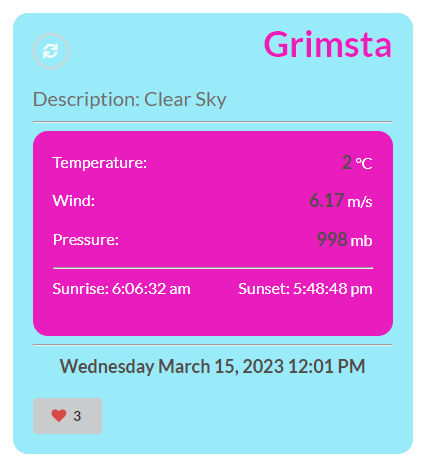 Grimsta
Description: Clear Sky
Temperature: 2 °C
Wind: 6.17 m/s
Pressure: 998 mb
Sunrise: 6:06:32 am Sunset: 5:48:48 pm
Wednesday March 15, 2023 12:01 PM
3